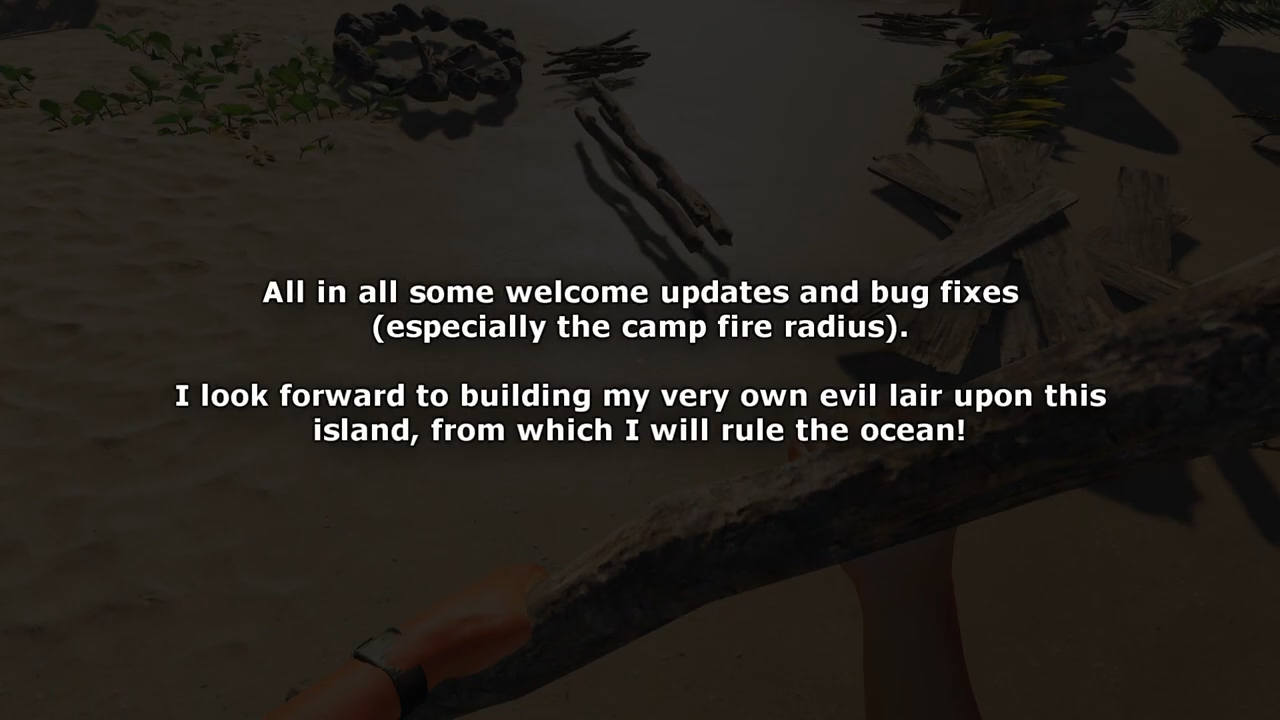 All in all some welcome updates and bug fixes
(especially the camp fire radius).
I look forward to building my very own evil lair upon this
island, from which I will rule the ocean!